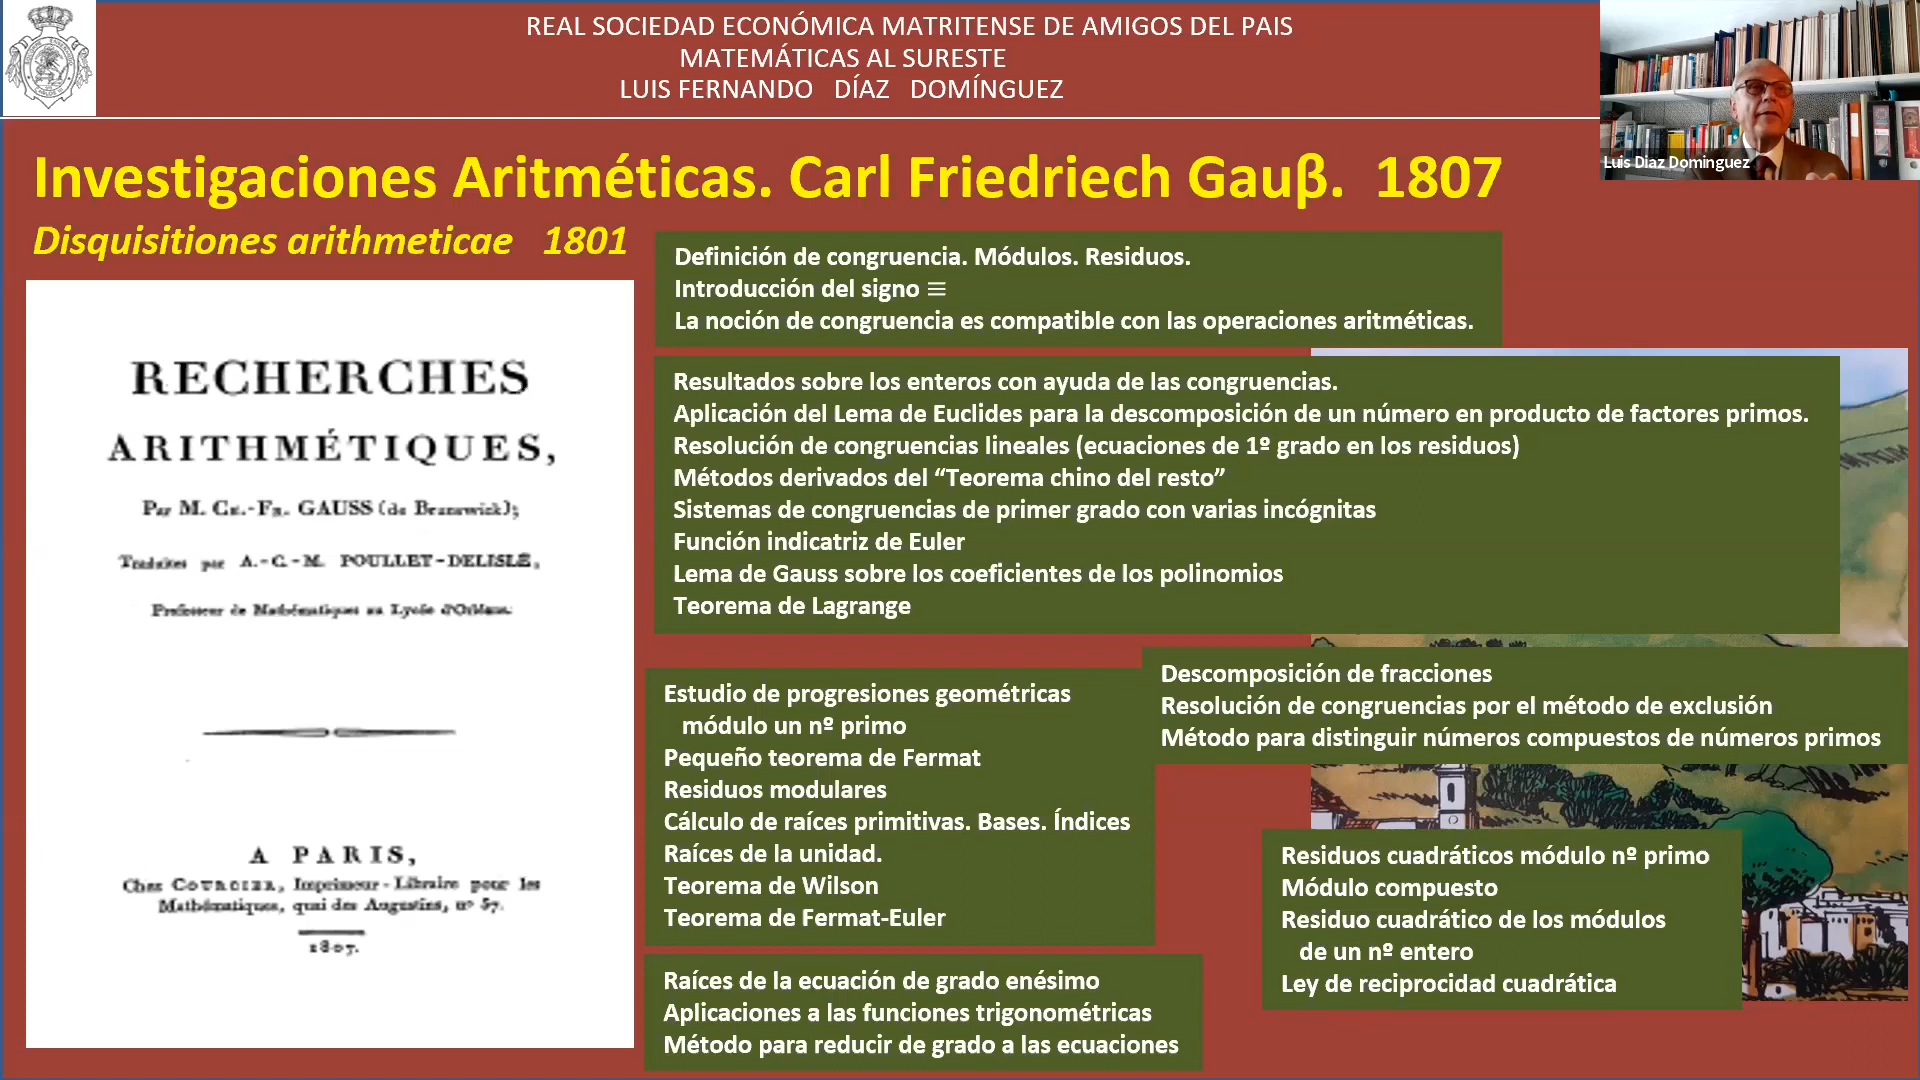 REAL SOCIEDAD ECONÓMICA MATRITENSE DE AMIGOS DEL PAIS
MATEMÁTICAS AL SURESTE
LUIS FERNANDO DÍAZ DOMÍNGUEZ
Luis Diaz Dominguez
Investigaciones Aritméticas. Carl Friedriech Gauβ. 1807
Disquisitiones arithmeticae 1801
RECHERCHES
ARITHMÉTIQUES,
Par M. CH.-FR. GAUSS (de Brunswick);
Traduites par A.-C.-M. POULLET-DELISLE,
Professeur de Mathématiques au Lycée d'Orléans.
A PARIS,
Chez COURCIER, Imprimeur-Libraire pour les
Mathématiques, quai des Augustins, nº 57.
1807.
Definición de congruencia. Módulos. Residuos.
Introducción del signo ≡
La noción de congruencia es compatible con las operaciones aritméticas.
Resultados sobre los enteros con ayuda de las congruencias.
Aplicación del Lema de Euclides para la descomposición de un número en producto de factores primos.
Resolución de congruencias lineales (ecuaciones de 1º grado en los residuos)
Métodos derivados del “Teorema chino del resto”
Sistemas de congruencias de primer grado con varias incógnitas
Función indicatriz de Euler
Lema de Gauss sobre los coeficientes de los polinomios
Teorema de Lagrange
Estudio de progresiones geométricas
módulo un nº primo
Pequeño teorema de Fermat
Residuos modulares
Cálculo de raíces primitivas. Bases. Índices
Raíces de la unidad.
Teorema de Wilson
Teorema de Fermat-Euler
Descomposición de fracciones
Resolución de congruencias por el método de exclusión
Método para distinguir números compuestos de números primos
Residuos cuadráticos módulo nº primo
Módulo compuesto
Residuo cuadrático de los módulos
de un nº entero
Ley de reciprocidad cuadrática
Raíces de la ecuación de grado enésimo
Aplicaciones a las funciones trigonométricas
Método para reducir de grado a las ecuaciones